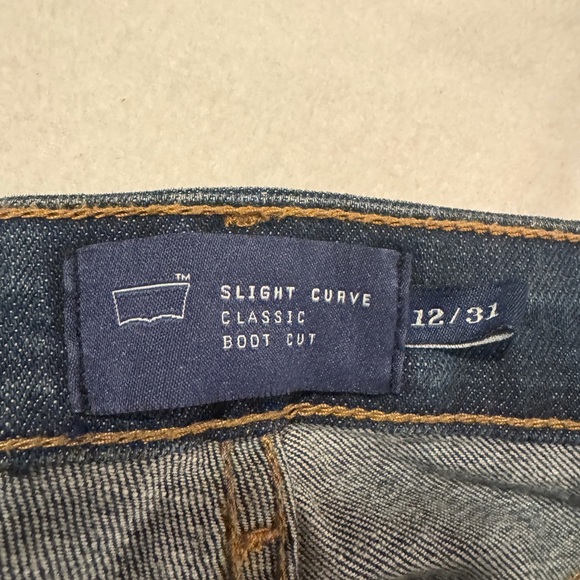 ™
SLIGHT CURVE
CLASSIC
BOOT CUT
12/31